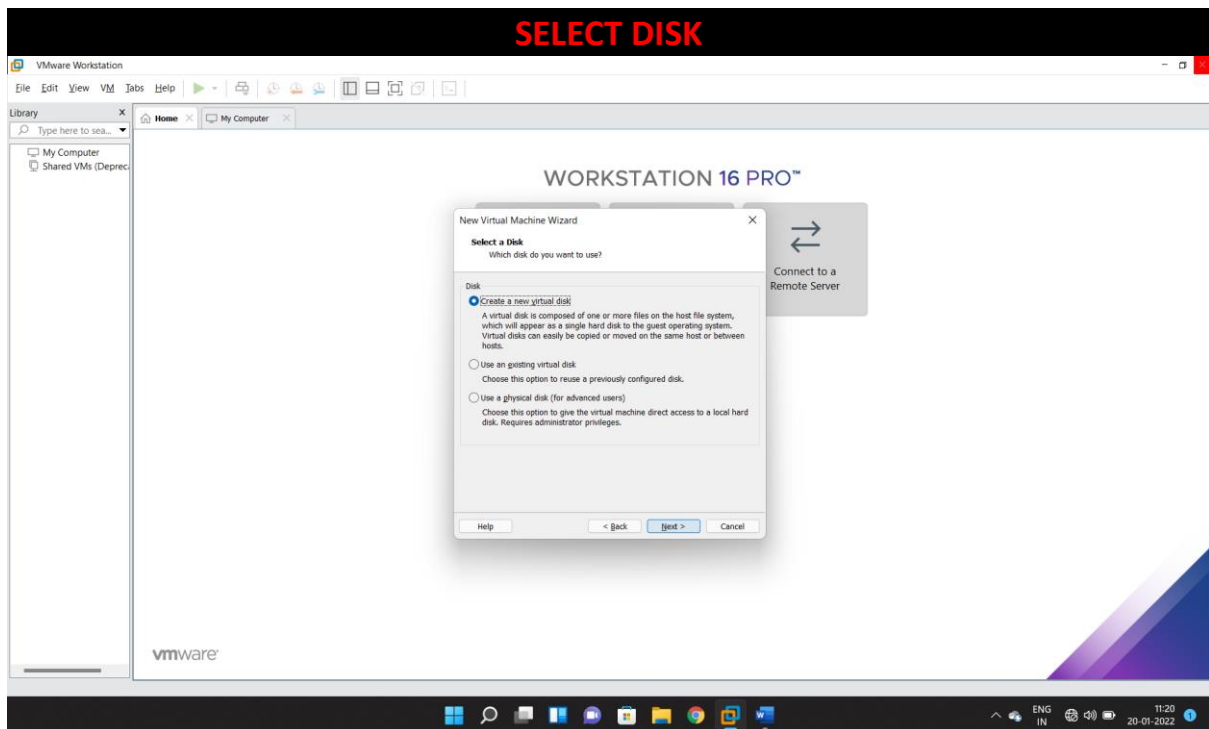 SELECT DISK
VMware Workstation
File Edit View VM Tabs Help
Library X
Home
My Computer
Type here to sea...
My Computer
Shared VMs (Deprec
WORKSTATION 16 PRO™
New Virtual Machine Wizard
Select a Disk
Which disk do you want to use?
Connect to a
Remote Server
Disk
Create a new virtual disk
A virtual disk is composed of one or more files on the host file system,
which will appear as a single hard disk to the guest operating system.
Virtual disks can easily be copied or moved on the same host or between
hosts.
Use an existing virtual disk
Choose this option to reuse a previously configured disk.
Use a physical disk (for advanced users)
Choose this option to give the virtual machine direct access to a local hard
disk. Requires administrator privileges.
Help < Back Next > Cancel
vmware
ENG
IN
11:20
20-01-2022
1